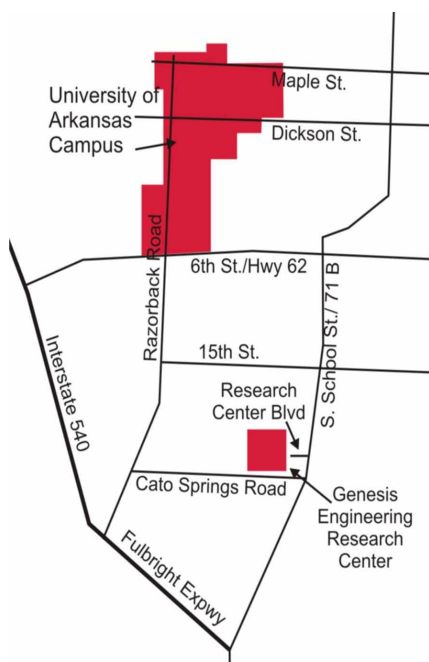 Maple St.
University of
Arkansas
Campus
Dickson St.
6th St./Hwy 62
Razorback Road
S. School St./ 71 B
Interstate 540
15th St.
Research
Center Blvd
Cato Springs Road
Genesis
Engineering
Research
Center
Fulbright Expwy